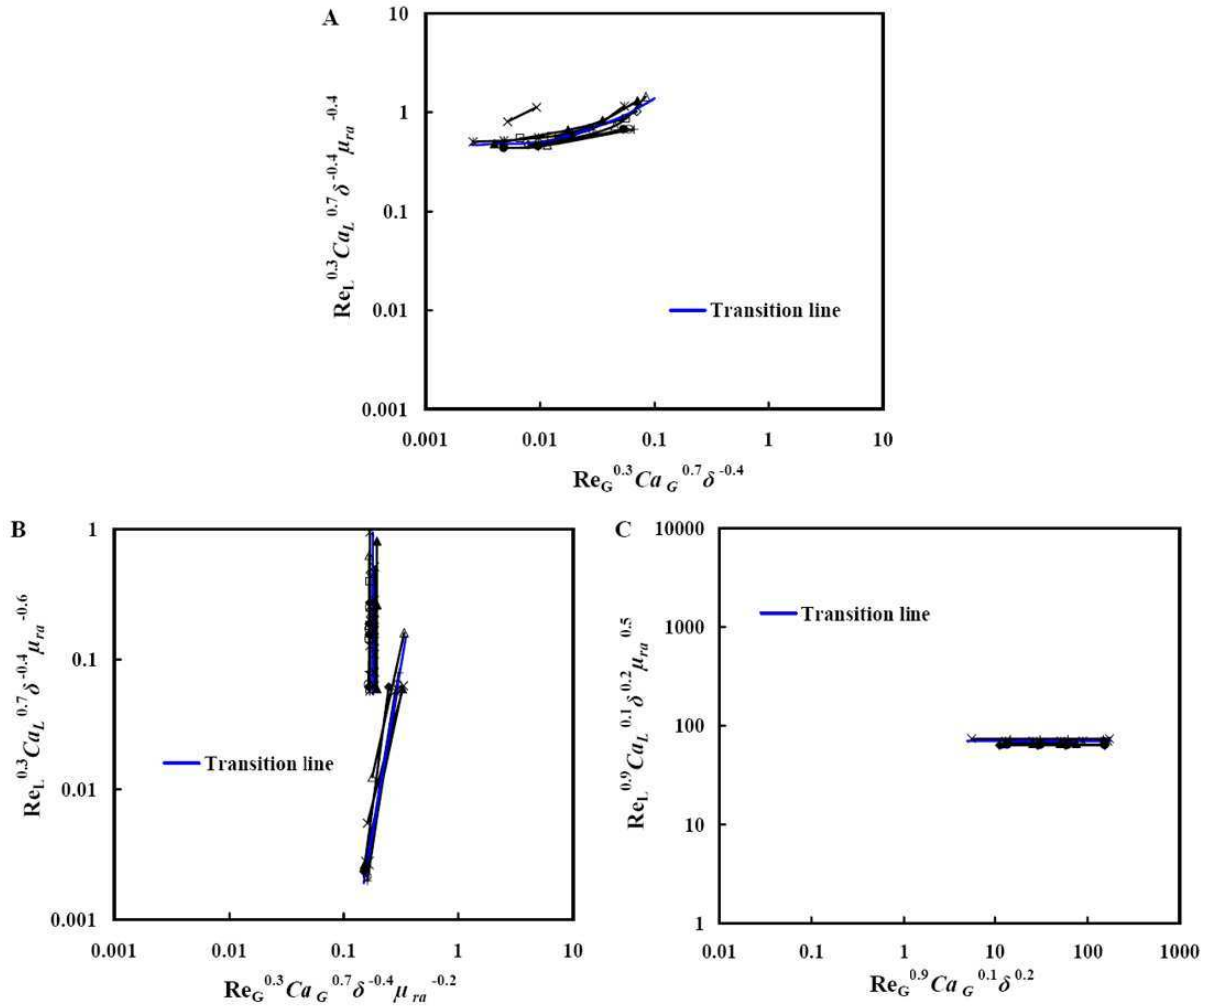 A
10
1
0.1
0.01
0.001
Re_L^0.3 Ca_L^0.7 δ^-0.4 μ_ra^-0.4
Transition line
0.001 0.01 0.1 1 10
Re_G^0.3 Ca_G^0.7 δ^-0.4
B
1
0.1
0.01
0.001
Re_L^0.3 Ca_L^0.7 δ^-0.4 μ_ra^-0.6
Transition line
0.001 0.01 0.1 1 10
Re_G^0.3 Ca_G^0.7 δ^-0.4 μ_ra^-0.2
C
10000
1000
100
10
1
Re_L^0.9 Ca_L^0.1 δ^0.2 μ_ra^0.5
Transition line
0.01 0.1 1 10 100 1000
Re_G^0.9 Ca_G^0.1 δ^0.2